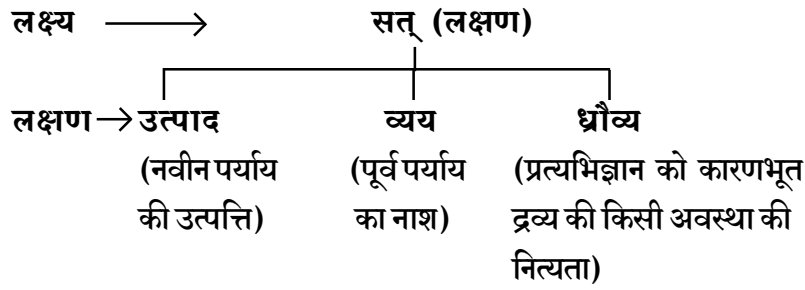 लक्ष्य ⟶ सत् (लक्षण)
लक्षण → उत्पाद व्यय ध्रौव्य
(नवीन पर्याय (पूर्व पर्याय (प्रत्यभिज्ञान को कारणभूत
की उत्पत्ति) का नाश) द्रव्य की किसी अवस्था की
नित्यता)